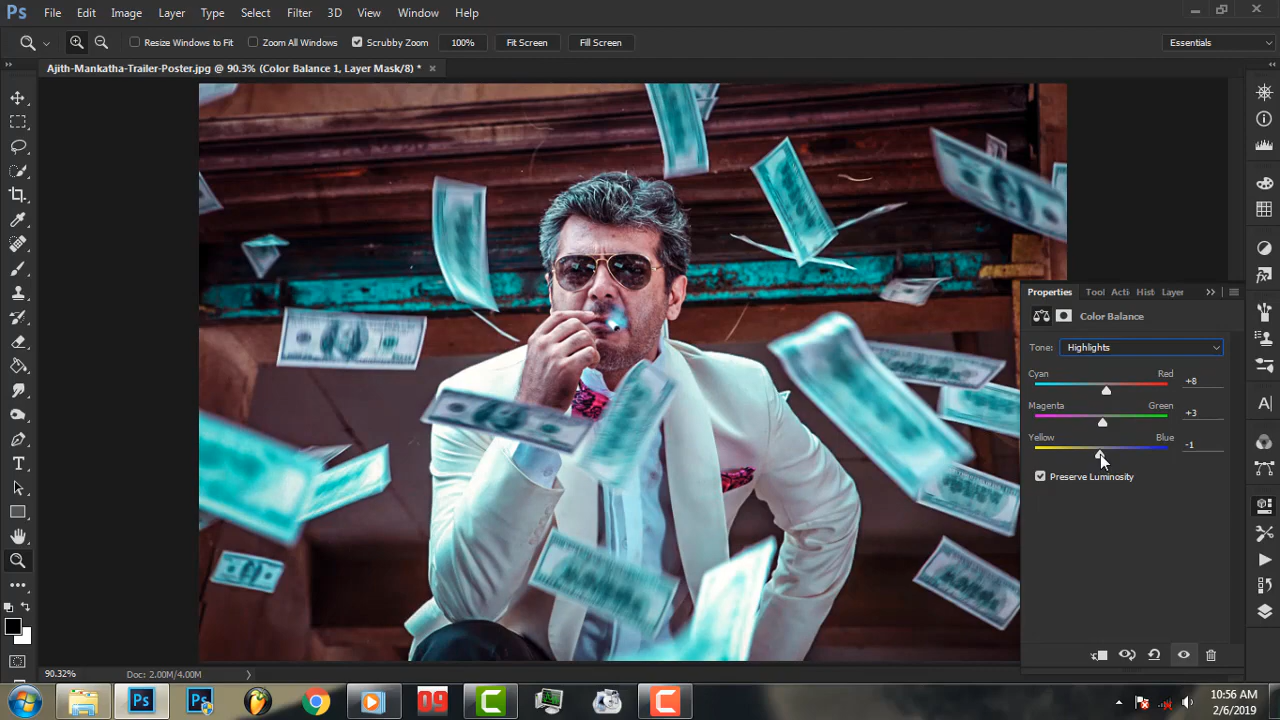 Ps File Edit Image Layer Type Select Filter 3D View Window Help
Resize Windows to Fit Zoom All Windows Scrubby Zoom 100% Fit Screen Fill Screen Essentials
Ajith-Mankatha-Trailer-Poster.jpg @ 90.3% (Color Balance 1, Layer Mask/8) *
Properties Tool Acti Hist Layer
Color Balance
Tone: Highlights
Cyan Red +8
Magenta Green +3
Yellow Blue -1
Preserve Luminosity
90.32% Doc: 2.00M/4.00M
Ps Ps 09 C C
10:56 AM
2/6/2019